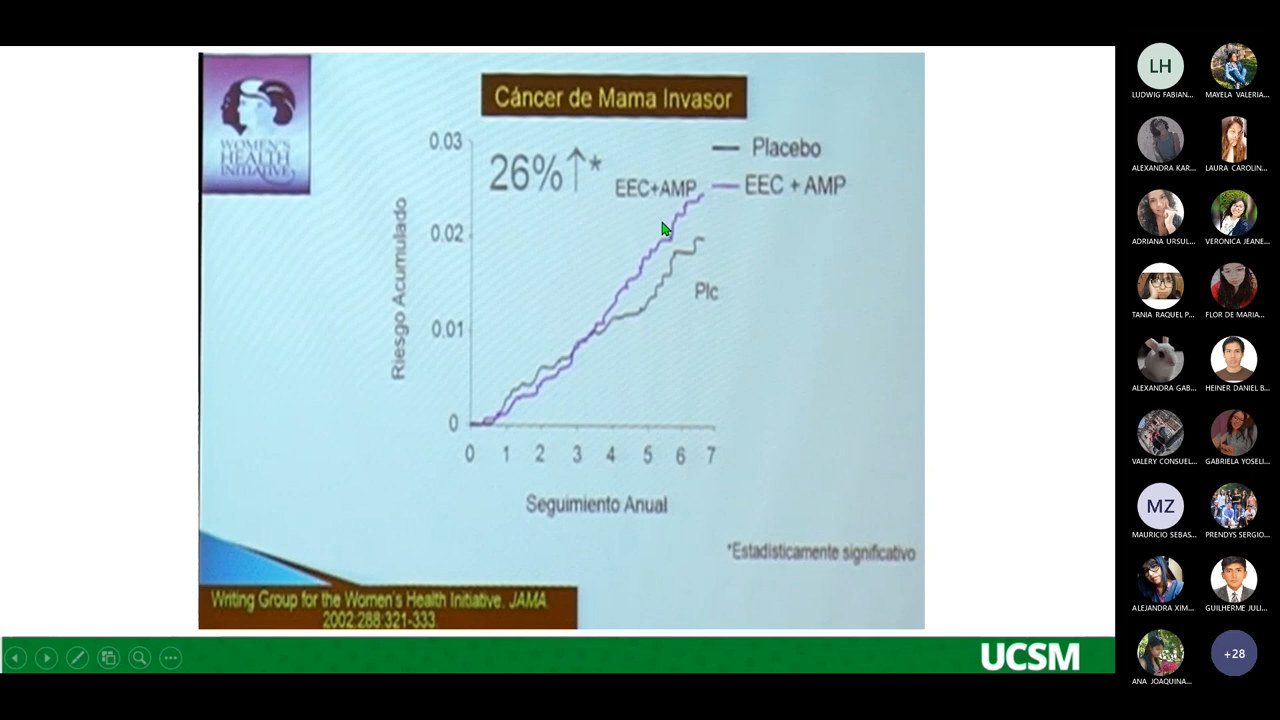 WOMEN'S
HEALTH
INITIATIVE
Cáncer de Mama Invasor
26%↑*
EEC+AMP
Placebo
EEC + AMP
Plc
Riesgo Acumulado
0.03
0.02
0.01
0
0 1 2 3 4 5 6 7
Seguimiento Anual
*Estadísticamente significativo
Writing Group for the Women's Health Initiative. JAMA.
2002;288:321-333.
UCSM
LH
LUDWIG FABIAN...
MAYELA VALERIA...
ALEXANDRA KAR...
LAURA CAROLIN...
ADRIANA URSUL...
VERONICA JEANE...
TANIA RAQUEL P...
FLOR DE MARIA...
ALEXANDRA GAB...
HEINER DANIEL B...
VALERY CONSUEL...
GABRIELA YOSELI...
MZ
MAURICIO SEBAS...
PRENDYS SERGIO...
ALEJANDRA XIM...
GUILHERME JULI...
ANA JOAQUINA...
+28